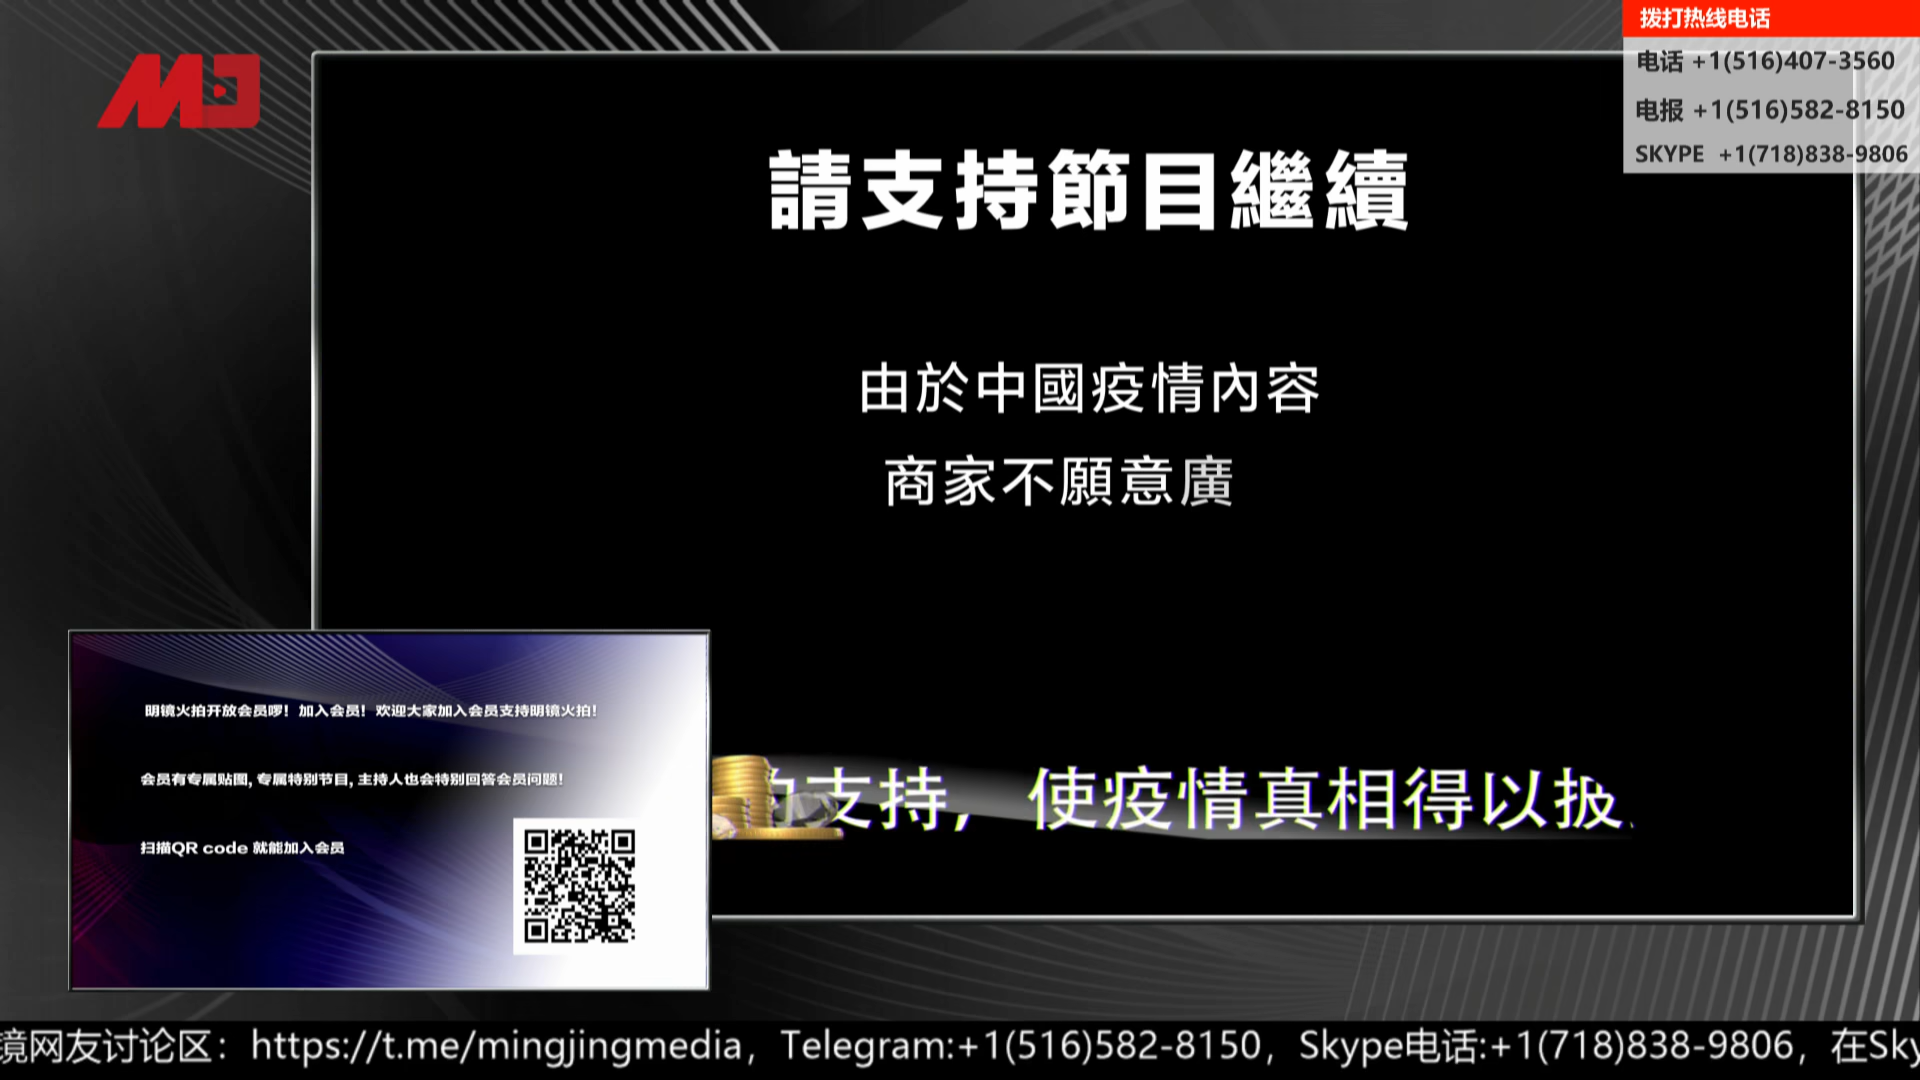 MJ
拨打热线电话
电话 +1(516)407-3560
电报 +1(516)582-8150
SKYPE +1(718)838-9806
請支持節目繼續
由於中國疫情內容
商家不願意廣
支持, 使疫情真相得以披
明镜火拍开放会员啰! 加入会员! 欢迎大家加入会员支持明镜火拍!
会员有专属贴图, 专属特别节目, 主持人也会特别回答会员问题!
扫描QR code 就能加入会员
镜网友讨论区: https://t.me/mingjingmedia, Telegram:+1(516)582-8150, Skype电话:+1(718)838-9806, 在Sky